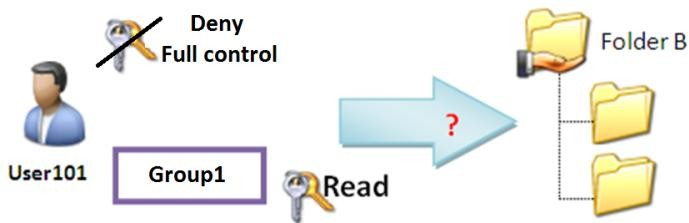 Deny
Full control
Folder B
?
User101
Group1
Read